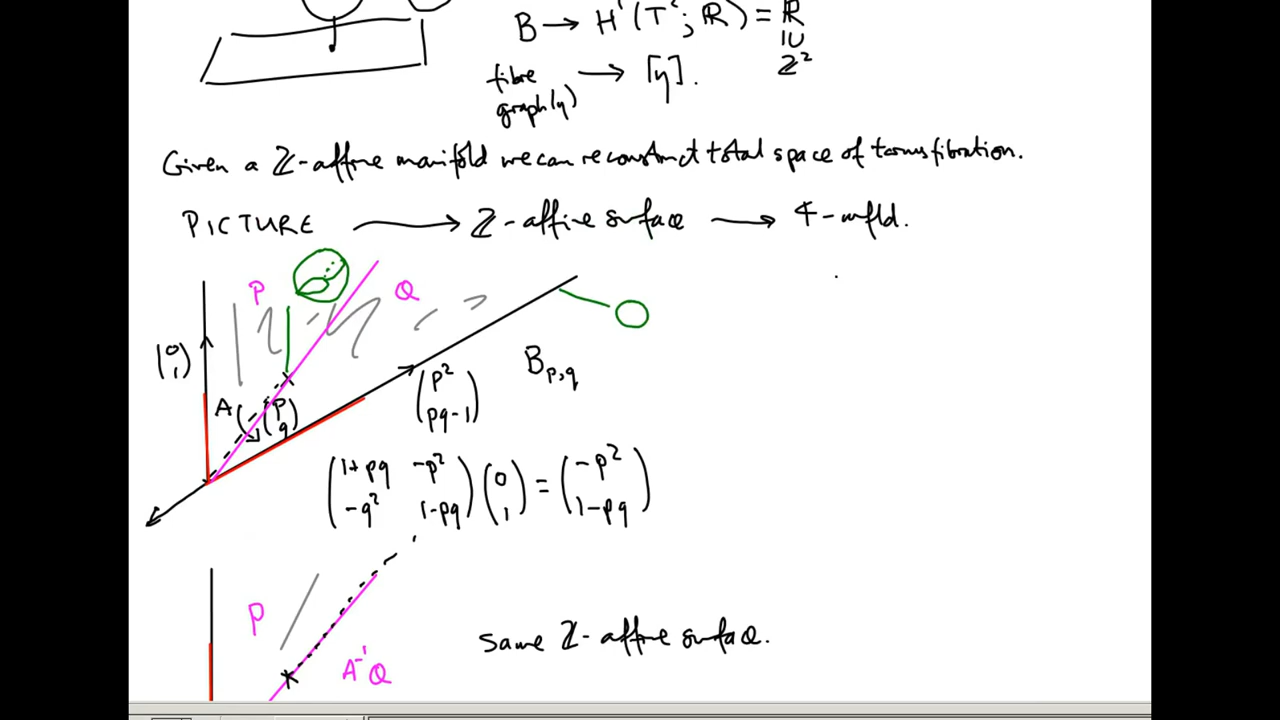 B → H¹(T²; ℝ) = ℝ
∪
ℤ²
fibre → [η].
graph(η)
Given a ℤ-affine manifold we can reconstruct total space of torus fibration.
PICTURE → ℤ-affine surface → 4-mfld.
P Q
(0 1)
A (p q)
(p² pq-1)
B_{p,q}
(1+pq -p² -q² 1-pq) (0 1) = (-p² 1-pq)
P
A⁻¹Q
Same ℤ-affine surface.